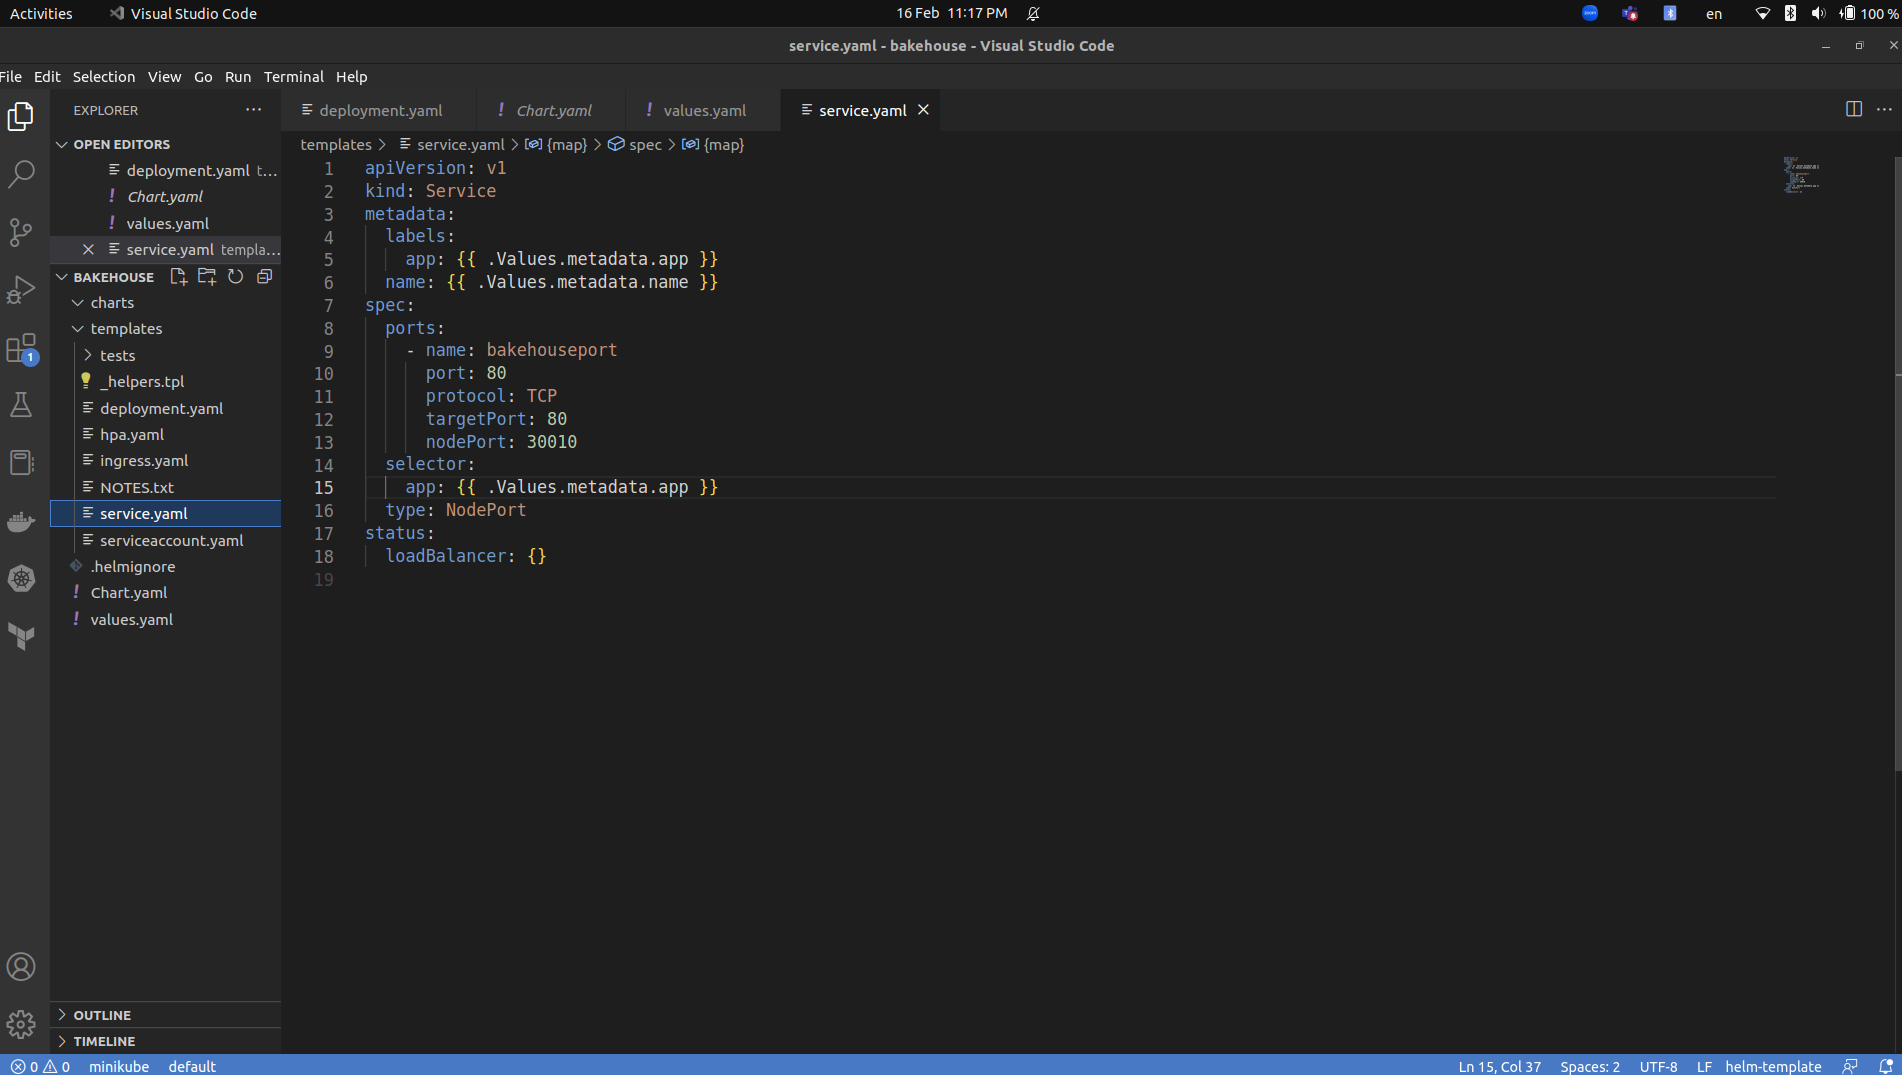 Activities Visual Studio Code 16 Feb 11:17 PM zoom en 100 %
service.yaml - bakehouse - Visual Studio Code
File Edit Selection View Go Run Terminal Help
EXPLORER ···
deployment.yaml
Chart.yaml
values.yaml
service.yaml
OPEN EDITORS
deployment.yaml t...
Chart.yaml
values.yaml
service.yaml templa...
BAKEHOUSE
charts
templates
tests
_helpers.tpl
deployment.yaml
hpa.yaml
ingress.yaml
NOTES.txt
service.yaml
serviceaccount.yaml
.helmignore
Chart.yaml
values.yaml
OUTLINE
TIMELINE
1
templates > service.yaml > {map} > spec > {map}
1 apiVersion: v1
2 kind: Service
3 metadata:
4 labels:
5 app: {{ .Values.metadata.app }}
6 name: {{ .Values.metadata.name }}
7 spec:
8 ports:
9 - name: bakehouseport
10 port: 80
11 protocol: TCP
12 targetPort: 80
13 nodePort: 30010
14 selector:
15 app: {{ .Values.metadata.app }}
16 type: NodePort
17 status:
18 loadBalancer: {}
19
0 0 minikube default Ln 15, Col 37 Spaces: 2 UTF-8 LF helm-template